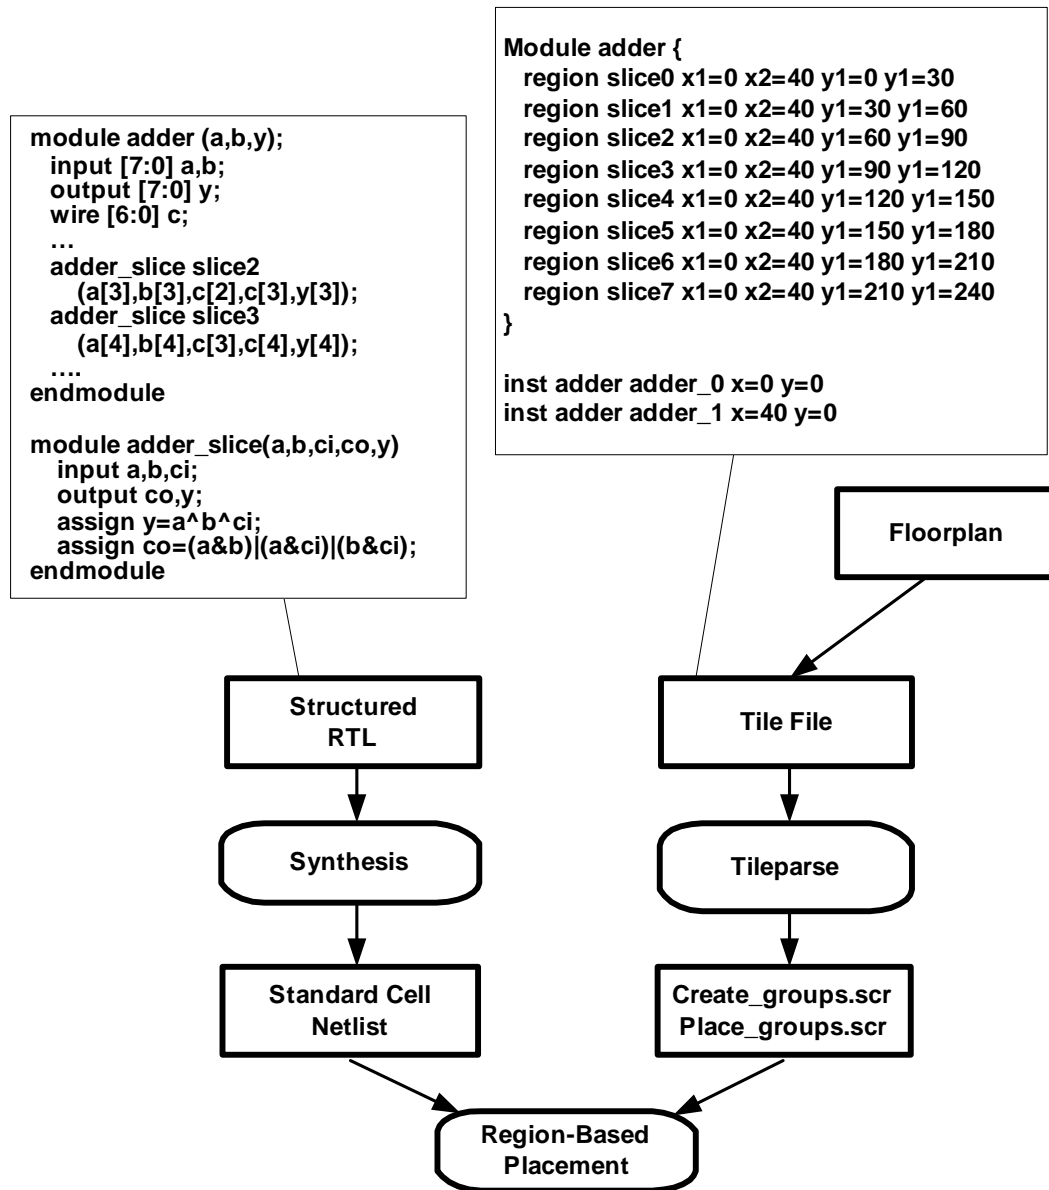 module adder (a,b,y);
input [7:0] a,b;
output [7:0] y;
wire [6:0] c;
…
adder_slice slice2
(a[3],b[3],c[2],c[3],y[3]);
adder_slice slice3
(a[4],b[4],c[3],c[4],y[4]);
….
endmodule
module adder_slice(a,b,ci,co,y)
input a,b,ci;
output co,y;
assign y=a^b^ci;
assign co=(a&b)|(a&ci)|(b&ci);
endmodule
Module adder {
region slice0 x1=0 x2=40 y1=0 y1=30
region slice1 x1=0 x2=40 y1=30 y1=60
region slice2 x1=0 x2=40 y1=60 y1=90
region slice3 x1=0 x2=40 y1=90 y1=120
region slice4 x1=0 x2=40 y1=120 y1=150
region slice5 x1=0 x2=40 y1=150 y1=180
region slice6 x1=0 x2=40 y1=180 y1=210
region slice7 x1=0 x2=40 y1=210 y1=240
}
inst adder adder_0 x=0 y=0
inst adder adder_1 x=40 y=0
Floorplan
Structured
RTL
Tile File
Synthesis
Tileparse
Standard Cell
Netlist
Create_groups.scr
Place_groups.scr
Region-Based
Placement